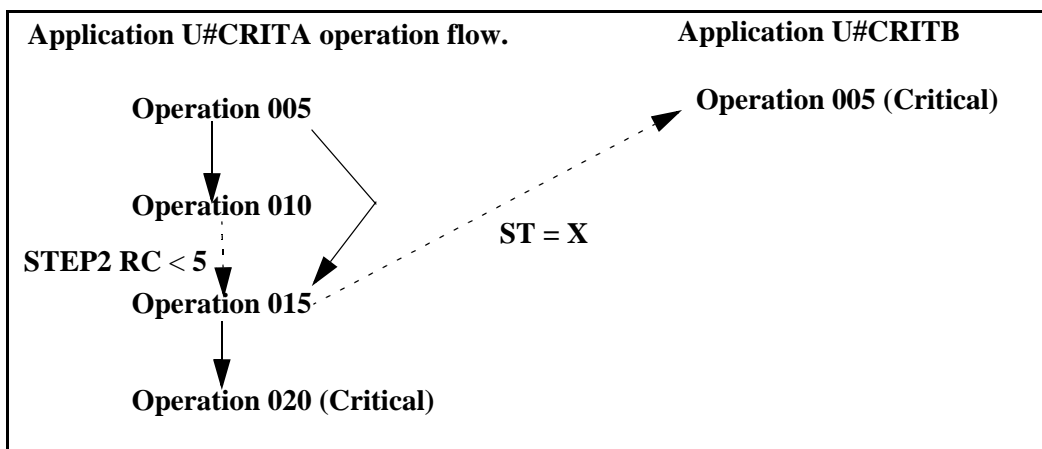 Application U#CRITA operation flow.
Application U#CRITB
Operation 005
Operation 005 (Critical)
Operation 010
ST = X
STEP2 RC < 5
Operation 015
Operation 020 (Critical)